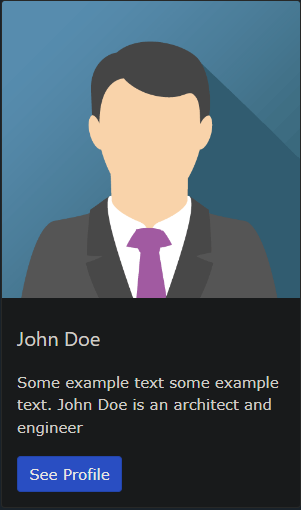 John Doe
Some example text some example
text. John Doe is an architect and
engineer
See Profile